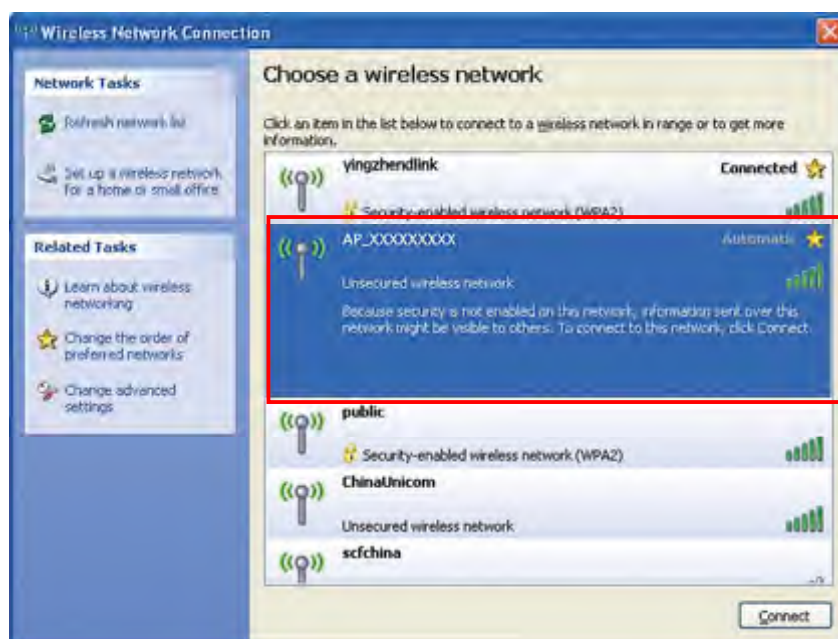 Wireless Network Connection
Network Tasks
Refresh network list
Set up a wireless network
for a home or small office
Related Tasks
Learn about wireless
networking
Change the order of
preferred networks
Change advanced
settings
Choose a wireless network
Click an item in the list below to connect to a wireless network in range or to get more
information.
yingzhendlink Connected
Security-enabled wireless network (WPA2)
AP_XXXXXXXXX Automatic
Unsecured wireless network
Because security is not enabled on this network, information sent over this
network might be visible to others. To connect to this network, click Connect.
public
Security-enabled wireless network (WPA2)
ChinaUnicom
Unsecured wireless network
scfchina
Connect